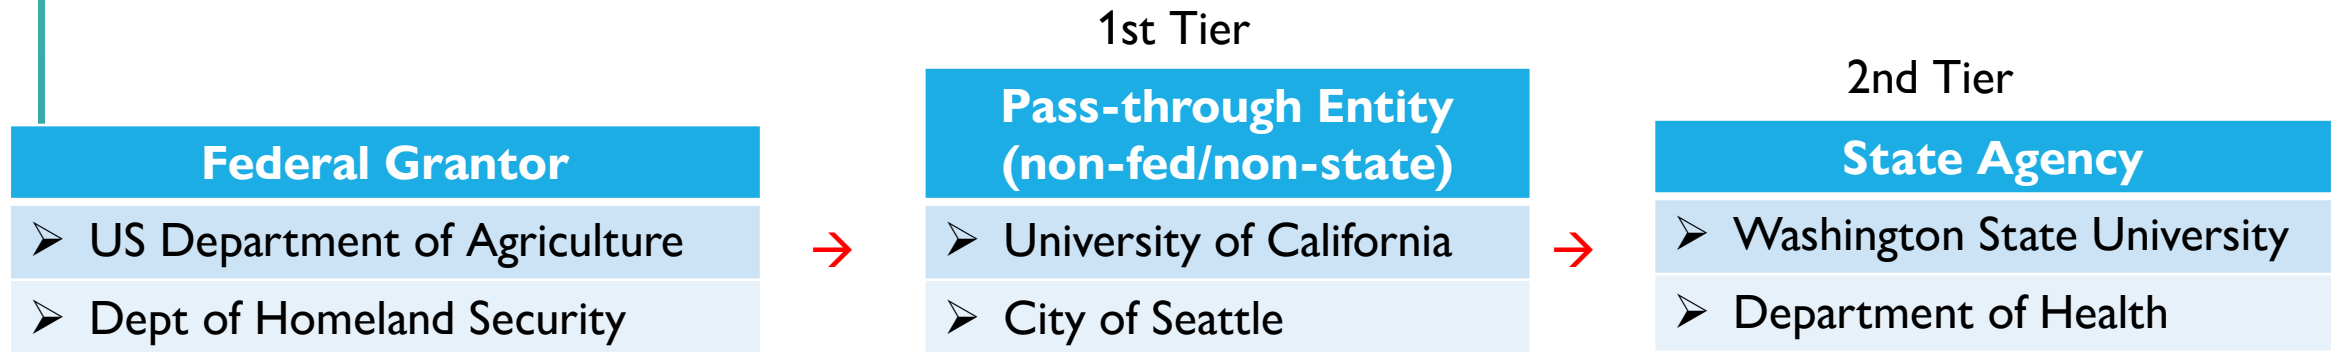 1st Tier
2nd Tier
Federal Grantor
Pass-through Entity
(non-fed/non-state)
State Agency
➢ US Department of Agriculture
→
➢ University of California
→
➢ Washington State University
➢ Dept of Homeland Security
➢ City of Seattle
➢ Department of Health